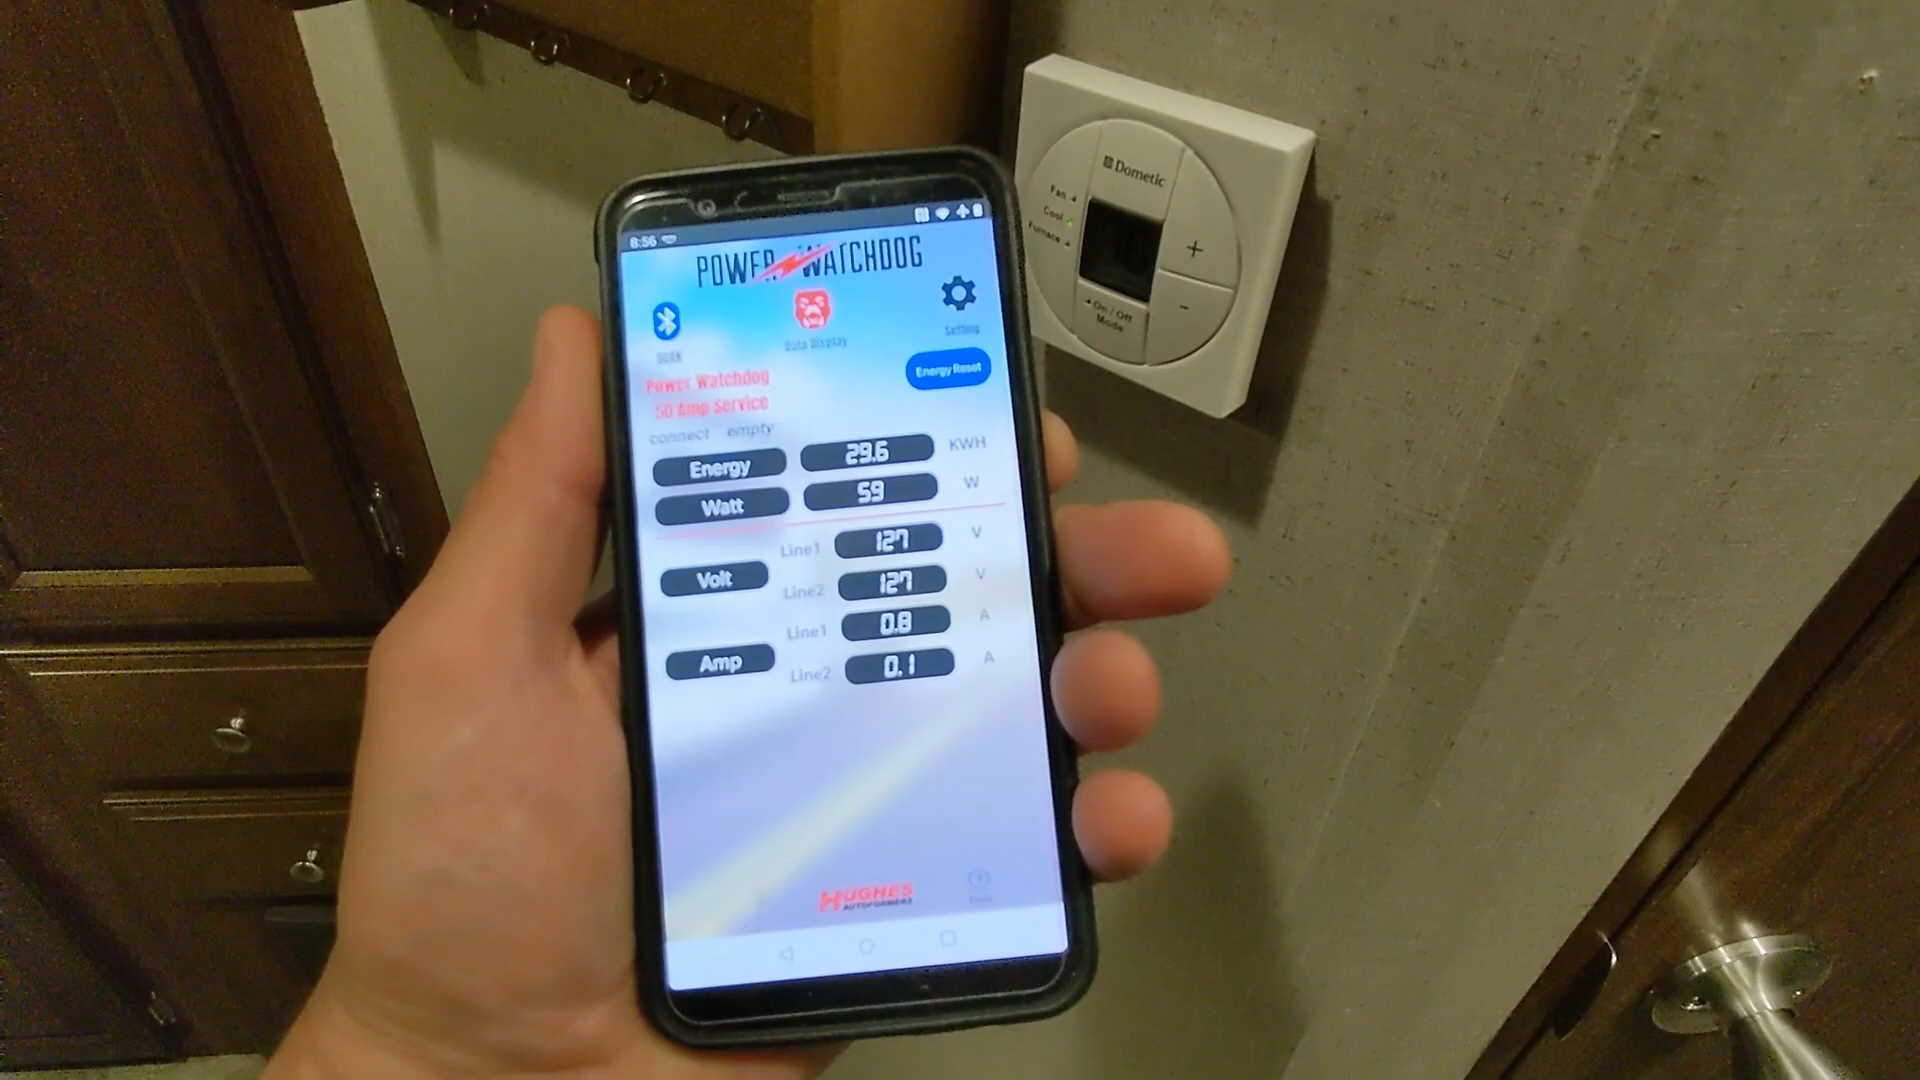 8:56
POWER WATCHDOG
SCAN
Data Display
Setting
Power Watchdog
50 Amp Service
Energy Reset
connect empty
Energy 29.6 KWH
Watt 59 W
Volt
Line1 127 V
Line2 127 V
Amp
Line1 0.8 A
Line2 0.1 A
HUGHES
AUTOFORMERS
Dometic
Fan
Cool
Furnace
+
-
On / Off
Mode